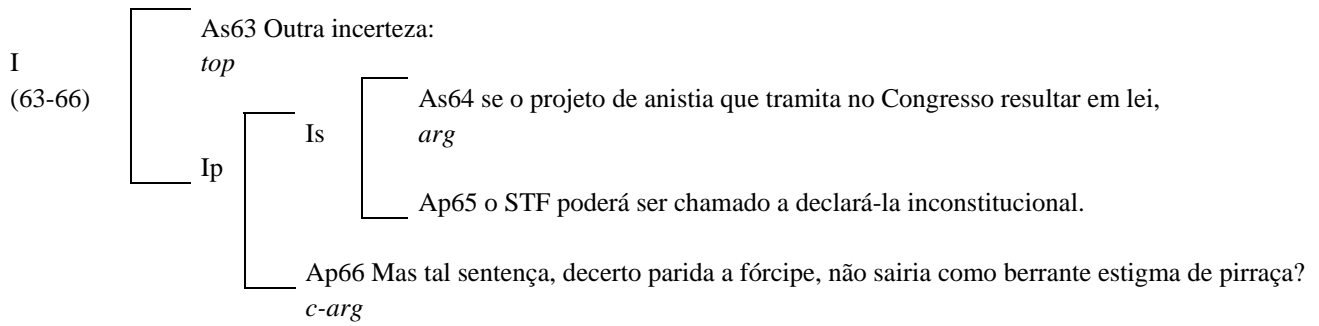 As63 Outra incerteza:
I
top
(63-66)
As64 se o projeto de anistia que tramita no Congresso resultar em lei,
Is
arg
Ip
Ap65 o STF poderá ser chamado a declará-la inconstitucional.
Ap66 Mas tal sentença, decerto parida a fórcipe, não sairia como berrante estigma de pirraça?
c-arg